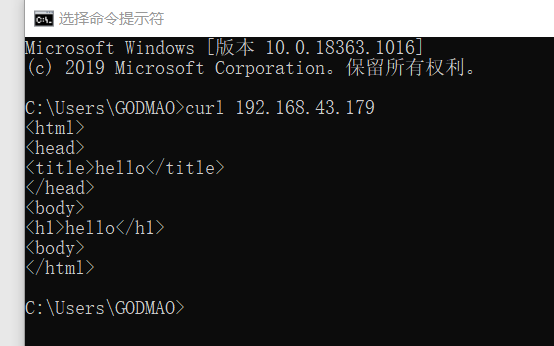 选择命令提示符
Microsoft Windows [版本 10.0.18363.1016]
(c) 2019 Microsoft Corporation。保留所有权利。
C:\Users\GODMAO>curl 192.168.43.179
<html>
<head>
<title>hello</title>
</head>
<body>
<h1>hello</h1>
<body>
</html>
C:\Users\GODMAO>